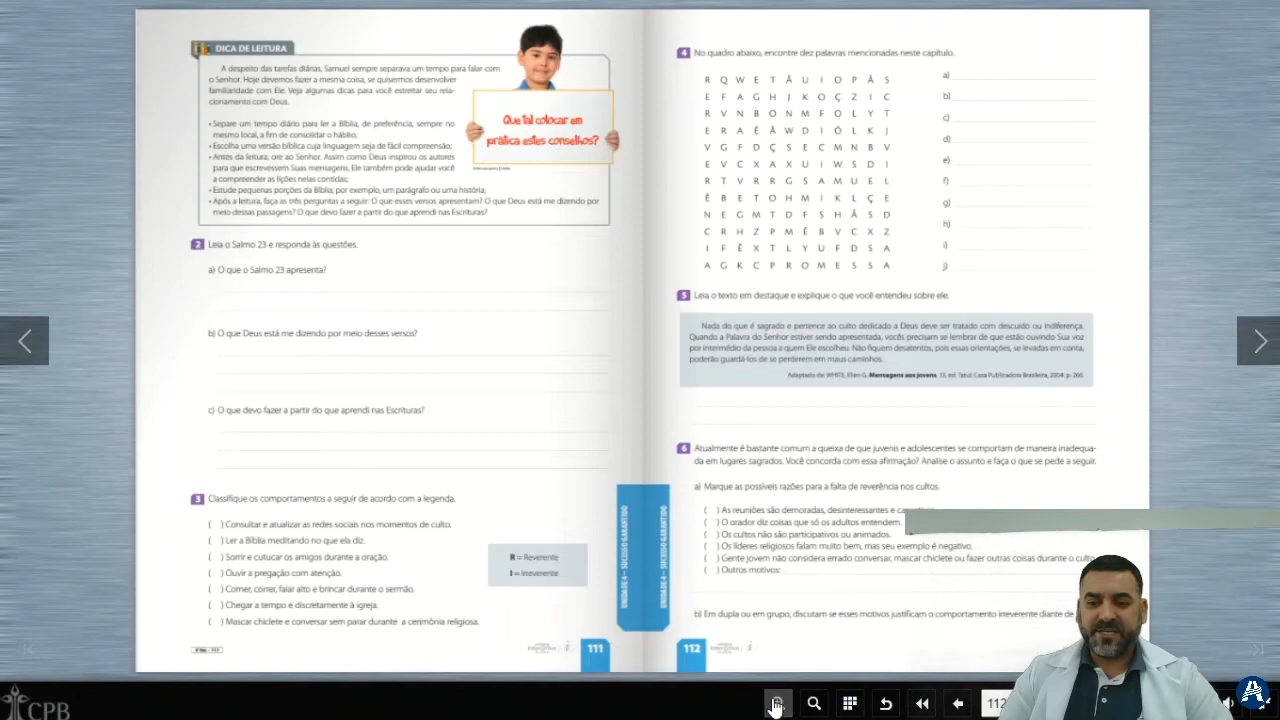 DICA DE LEITURA
A despeito das tarefas diárias, Samuel sempre separava um tempo para falar com
o Senhor. Hoje devemos fazer a mesma coisa, se quisermos desenvolver
familiaridade com Ele. Veja algumas dicas para você estreitar seu rela-
cionamento com Deus.
• Separe um tempo diário para ler a Bíblia, de preferência, sempre no
mesmo local, a fim de consolidar o hábito;
• Escolha uma versão bíblica cuja linguagem seja de fácil compreensão;
• Antes da leitura, ore ao Senhor. Assim como Deus inspirou os autores
para que escrevessem Suas mensagens, Ele também pode ajudar você
a compreender as lições nelas contidas;
• Estude pequenas porções da Bíblia; por exemplo, um parágrafo ou uma história;
• Após a leitura, faça as três perguntas a seguir: O que esses versos apresentam? O que Deus está me dizendo por
meio dessas passagens? O que devo fazer a partir do que aprendi nas Escrituras?
Que tal colocar em
prática estes conselhos?
2 Leia o Salmo 23 e responda às questões.
a) O que o Salmo 23 apresenta?
b) O que Deus está me dizendo por meio desses versos?
c) O que devo fazer a partir do que aprendi nas Escrituras?
3 Classifique os comportamentos a seguir de acordo com a legenda.
( ) Consultar e atualizar as redes sociais nos momentos de culto.
( ) Ler a Bíblia meditando no que ela diz.
( ) Sorrir e cutucar os amigos durante a oração.
( ) Ouvir a pregação com atenção.
( ) Comer, correr, falar alto e brincar durante o sermão.
( ) Chegar a tempo e discretamente à igreja.
( ) Mascar chiclete e conversar sem parar durante a cerimônia religiosa.
R = Reverente
I = Irreverente
UNIDADE 4 – SUCESSO GARANTIDO
111
4 No quadro abaixo, encontre dez palavras mencionadas neste capítulo.
R Q W E T Ã U I O P Â S
E F A G H J K O Ç Z I C
R V N B O N M F O L Y T
E R A Ê Â W D I Ó L K J
V G F D Ç S E C M N B V
E V C X A X U I W S D I
R T V R R G S A M U E L
Ê B E T O H M I K L Ç E
N E G M T D F S H Ã S D
C R H Z P M Ê B V C X Z
I F Ê X T L Y U F D S A
A G K C P R O M E S S A
a)
b)
c)
d)
e)
f)
g)
h)
i)
j)
5 Leia o texto em destaque e explique o que você entendeu sobre ele.
Nada do que é sagrado e pertence ao culto dedicado a Deus deve ser tratado com descuido ou indiferença.
Quando a Palavra do Senhor estiver sendo apresentada, vocês precisam se lembrar de que estão ouvindo Sua voz
por intermédio da pessoa a quem Ele escolheu. Não fiquem desatentos, pois essas orientações, se levadas em conta,
poderão guardá-los de se perderem em maus caminhos.
Adaptado de: WHITE, Ellen G. Mensagens aos jovens. 13. ed. Tatuí: Casa Publicadora Brasileira, 2004. p. 266.
6 Atualmente é bastante comum a queixa de que juvenis e adolescentes se comportam de maneira inadequa-
da em lugares sagrados. Você concorda com essa afirmação? Analise o assunto e faça o que se pede a seguir.
a) Marque as possíveis razões para a falta de reverência nos cultos.
( ) As reuniões são demoradas, desinteressantes e
( ) O orador diz coisas que só os adultos entendem.
( ) Os cultos não são participativos ou animados.
( ) Os líderes religiosos falam muito bem, mas seu exemplo é negativo.
( ) Gente jovem não considera errado conversar, mascar chiclete ou fazer outras coisas durante o culto
( ) Outros motivos:
b) Em dupla ou em grupo, discutam se esses motivos justificam o comportamento irreverente diante de
UNIDADE 4 – SUCESSO GARANTIDO
112
CPB
112